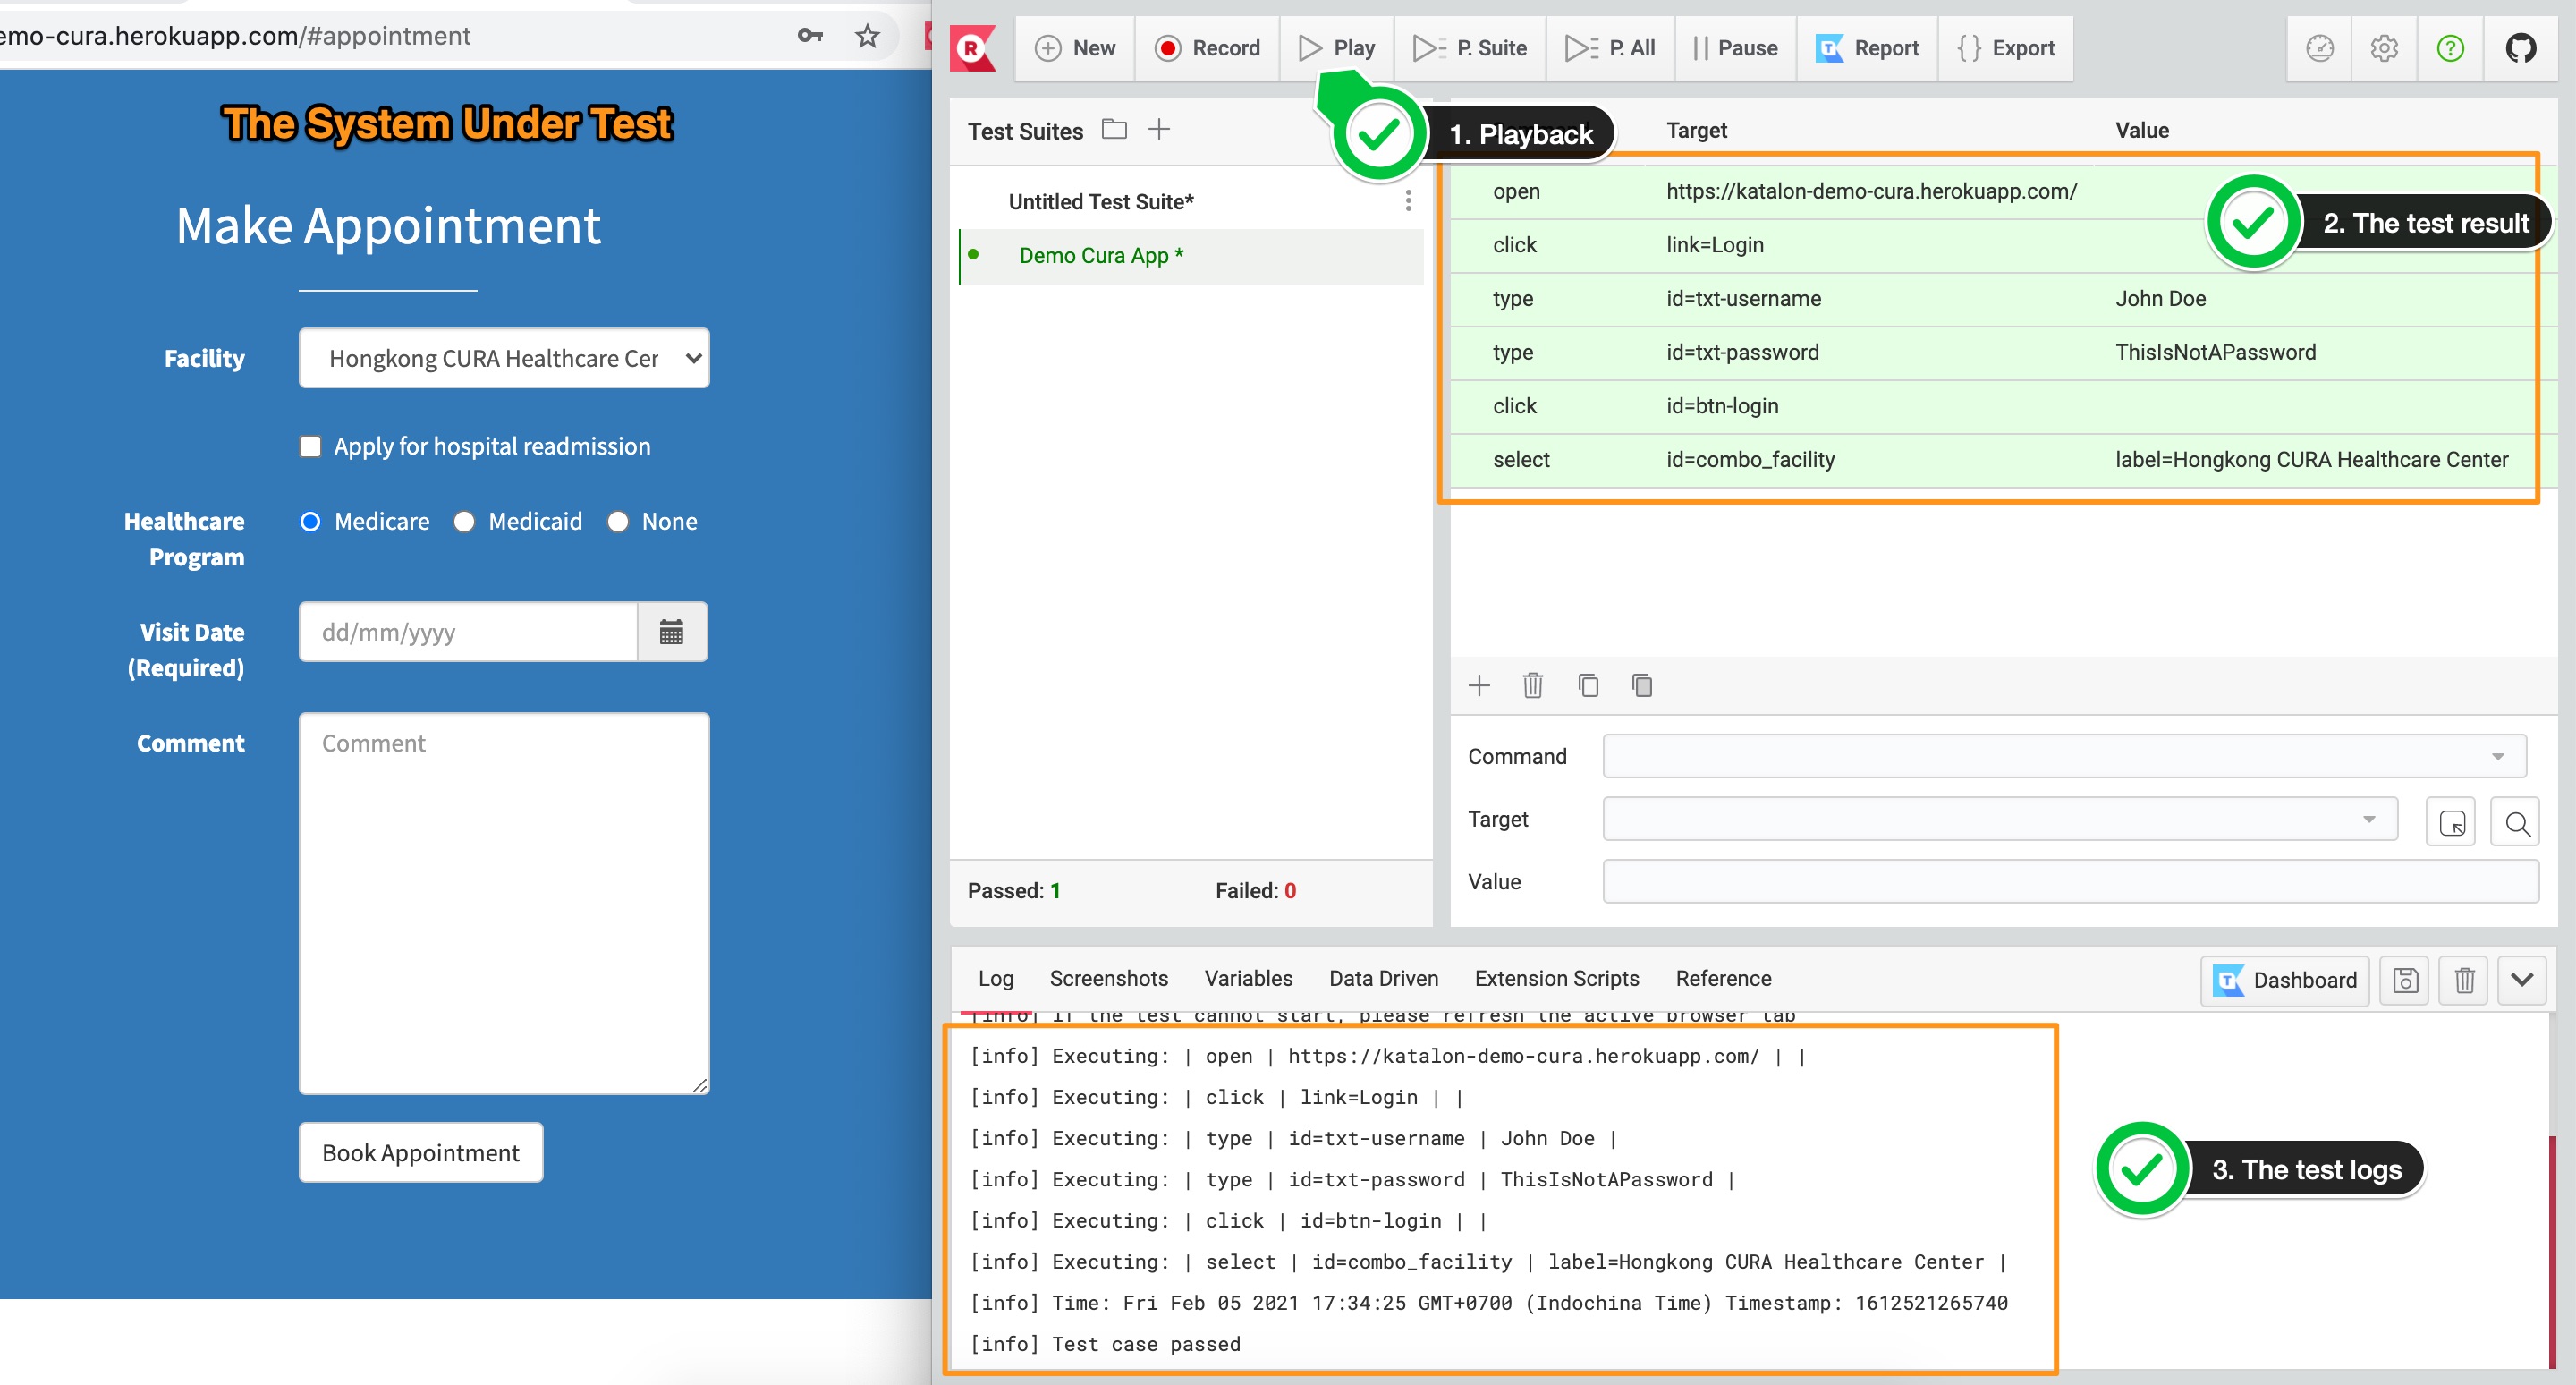 emo-cura.herokuapp.com/#appointment
The System Under Test
Make Appointment
Facility
Hongkong CURA Healthcare Cer
Apply for hospital readmission
Healthcare
Program
Medicare Medicaid None
Visit Date
(Required)
dd/mm/yyyy
Comment
Comment
Book Appointment
R New Record Play P. Suite P. All Pause T Report { } Export ?
Test Suites
1. Playback
Target Value
Untitled Test Suite*
Demo Cura App *
open https://katalon-demo-cura.herokuapp.com/
2. The test result
click link=Login
type id=txt-username John Doe
type id=txt-password ThisIsNotAPassword
click id=btn-login
select id=combo_facility label=Hongkong CURA Healthcare Center
Command
Target
Value
Passed: 1 Failed: 0
Log Screenshots Variables Data Driven Extension Scripts Reference T Dashboard
[info] If the test cannot start, please refresh the active browser tab
[info] Executing: | open | https://katalon-demo-cura.herokuapp.com/ | |
[info] Executing: | click | link=Login | |
[info] Executing: | type | id=txt-username | John Doe |
[info] Executing: | type | id=txt-password | ThisIsNotAPassword |
[info] Executing: | click | id=btn-login | |
[info] Executing: | select | id=combo_facility | label=Hongkong CURA Healthcare Center |
[info] Time: Fri Feb 05 2021 17:34:25 GMT+0700 (Indochina Time) Timestamp: 1612521265740
[info] Test case passed
3. The test logs